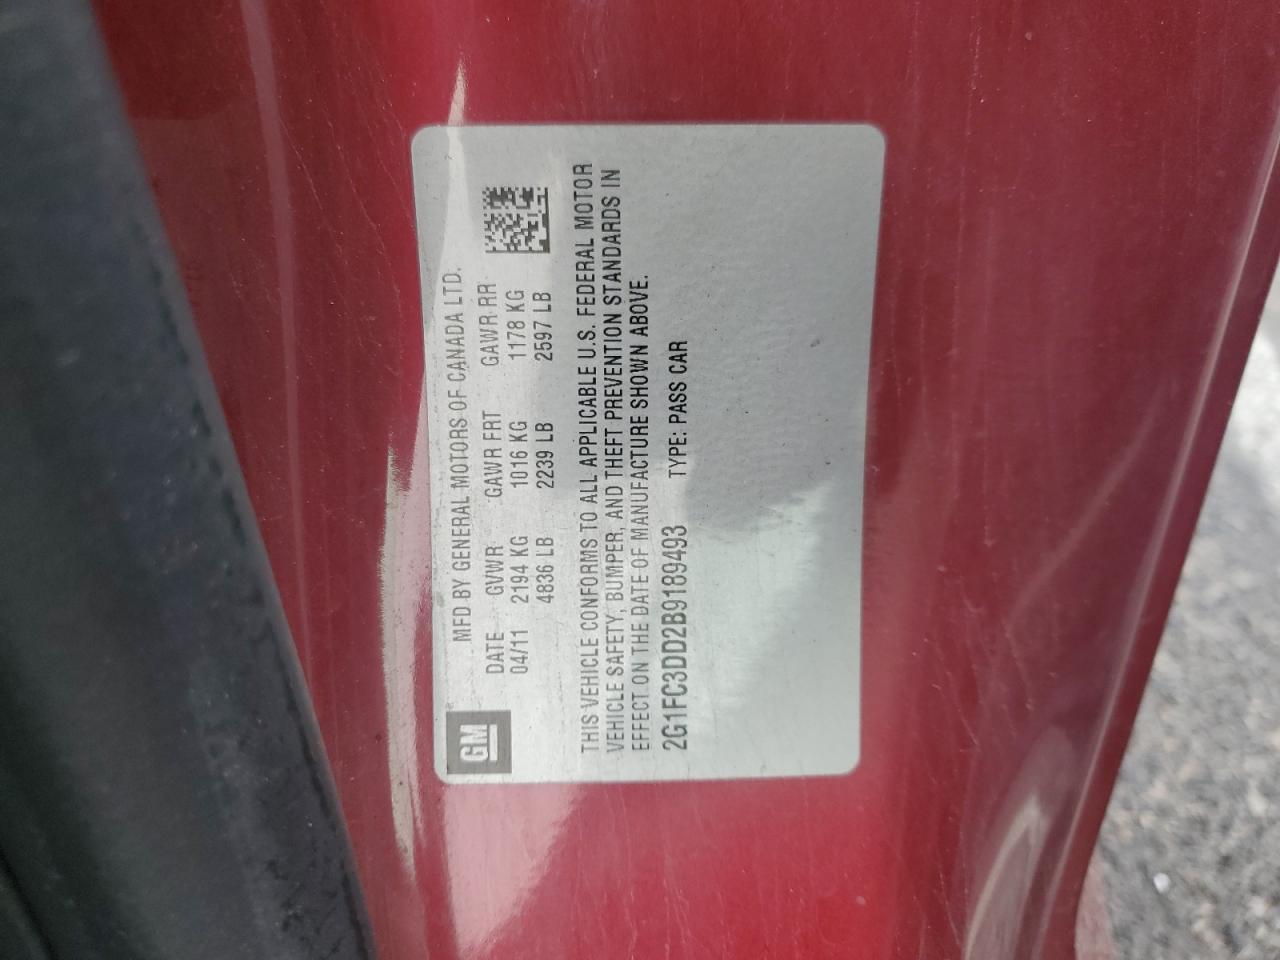 GM
MFD BY GENERAL MOTORS OF CANADA LTD.
DATE GVWR GAWR FRT GAWR RR
04/11 2194 KG 1016 KG 1178 KG
4836 LB 2239 LB 2597 LB
THIS VEHICLE CONFORMS TO ALL APPLICABLE U.S. FEDERAL MOTOR
VEHICLE SAFETY, BUMPER, AND THEFT PREVENTION STANDARDS IN
EFFECT ON THE DATE OF MANUFACTURE SHOWN ABOVE.
2G1FC3DD2B9189493 TYPE: PASS CAR